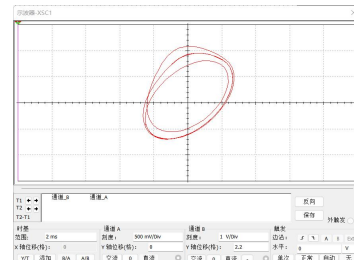 示波器-XSC1
通道_B 通道_A
T1
T2
T2-T1
反向
保存
外触发
时基
范围: 2 ms
X 轴位移(格): 0
Y/T 添加 B/A A/B
通道 A
刻度: 500 mV/Div
Y 轴位移(格): 0
交流 0 直流
通道 B
刻度: 1 V/Div
Y 轴位移(格): 2.2
交流 0 直流 -
触发
边沿: A B Ext
水平: 0 V
单次 正常 自动 无